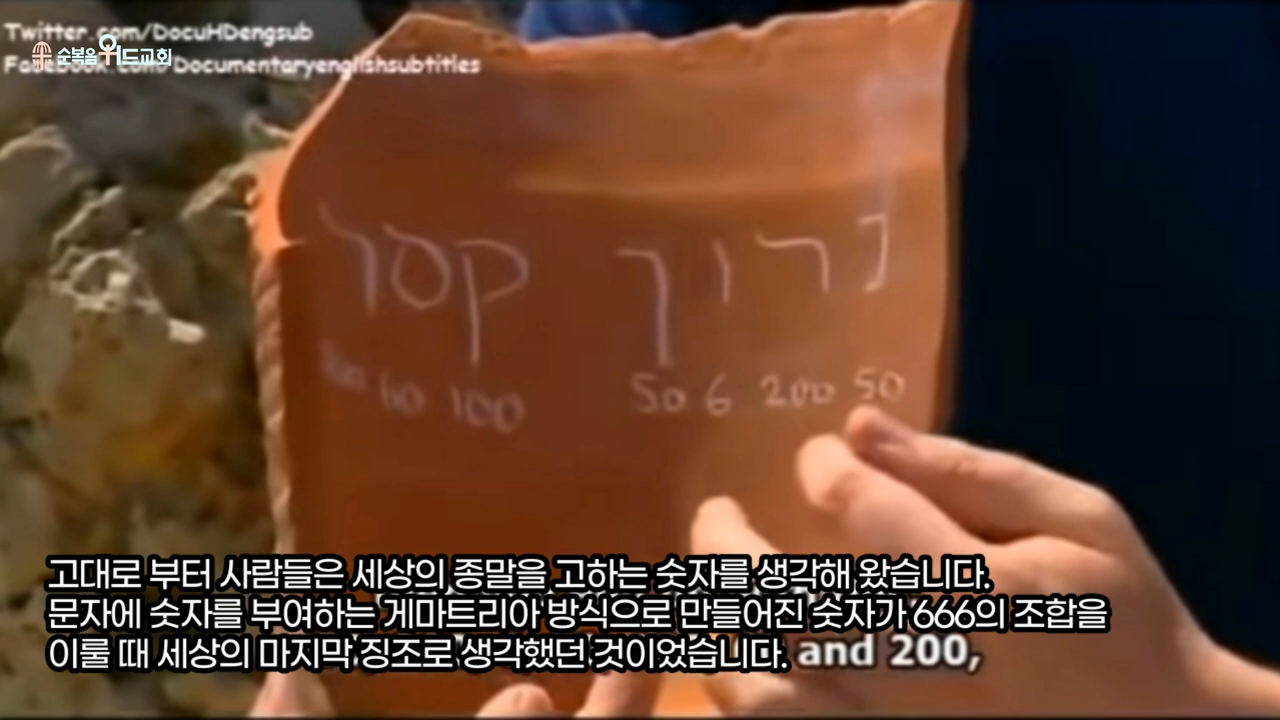 Twitter.com/DocuHDengsub
순복음워드교회
Facebook.com/Documentaryenglishsubtitles
נרון קסר
50 6 200 50
60 100
고대로 부터 사람들은 세상의 종말을 고하는 숫자를 생각해 왔습니다.
문자에 숫자를 부여하는 게마트리아 방식으로 만들어진 숫자가 666의 조합을
이룰 때 세상의 마지막 징조로 생각했던 것이었습니다.
and 200,